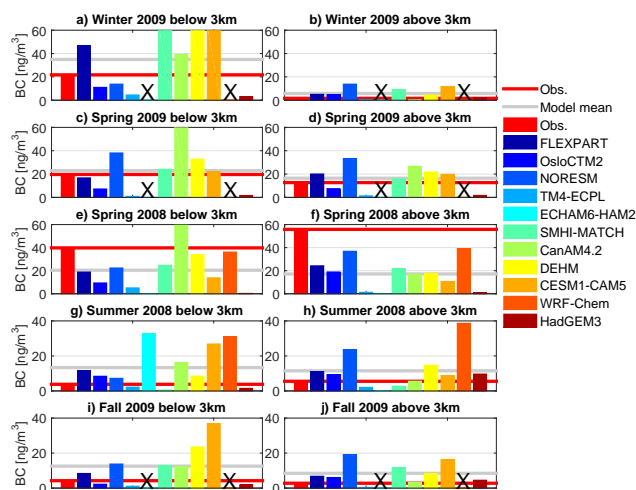 a) Winter 2009 below 3km
b) Winter 2009 above 3km
BC [ng/m³]
60
40
20
0
X
X
60
40
20
0
X
X
c) Spring 2009 below 3km
d) Spring 2009 above 3km
BC [ng/m³]
60
40
20
0
X
X
60
40
20
0
X
X
e) Spring 2008 below 3km
f) Spring 2008 above 3km
BC [ng/m³]
60
40
20
0
60
40
20
0
g) Summer 2008 below 3km
h) Summer 2008 above 3km
BC [ng/m³]
40
20
0
40
20
0
i) Fall 2009 below 3km
j) Fall 2009 above 3km
BC [ng/m³]
40
20
0
X
X
40
20
0
X
X
Obs.
Model mean
Obs.
FLEXPART
OsloCTM2
NORESM
TM4-ECPL
ECHAM6-HAM2
SMHI-MATCH
CanAM4.2
DEHM
CESM1-CAM5
WRF-Chem
HadGEM3